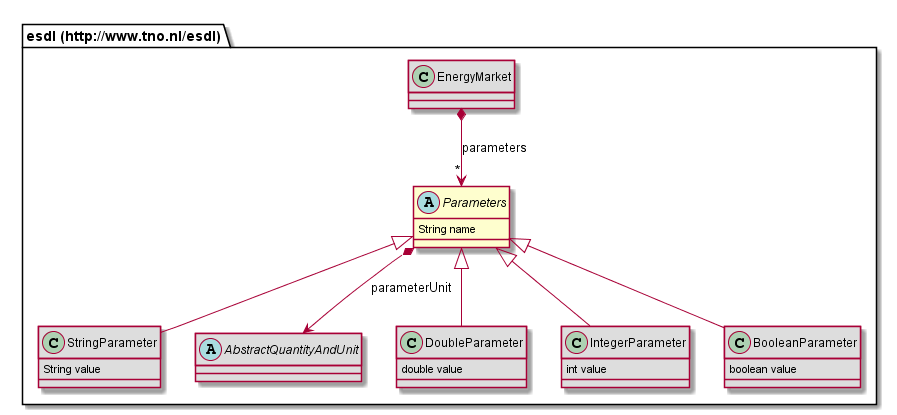 esdl (http://www.tno.nl/esdl)
C EnergyMarket
parameters
*
A Parameters
String name
parameterUnit
C StringParameter
String value
A AbstractQuantityAndUnit
C DoubleParameter
double value
C IntegerParameter
int value
C BooleanParameter
boolean value